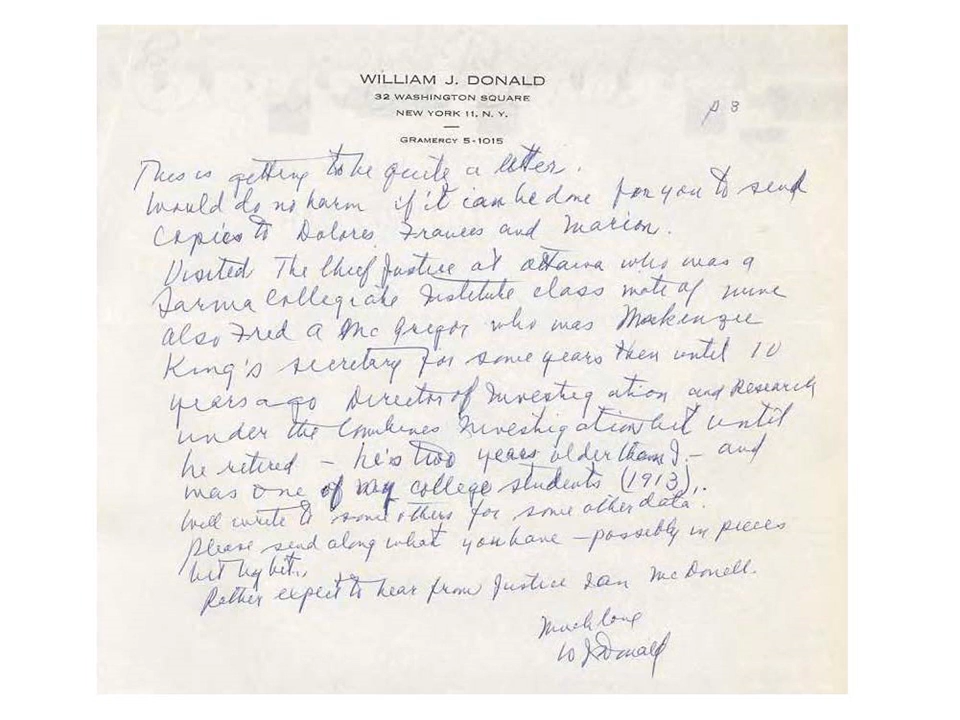 WILLIAM J. DONALD
32 WASHINGTON SQUARE
NEW YORK 11, N. Y.
GRAMERCY 5-1015
p 3
This is getting to be quite a letter.
Would do no harm if it can be done for you to send
copies to Dolores, Frances and Marion.
Visited The Chief Justice at Ottawa who was a
Sarnia Collegiate Institute class mate of mine
also Fred A McGregor who was Mackenzie
King's secretary for some years then until 10
years ago Director of Investigation and Research
under the Combines Investigation Act until
he retired – he's two years older than I – and
was one of my college students (1913).
Will write to some others for some other data.
Please send along what you have – possibly in pieces
bit by bit.
Rather expect to hear from Justice Ian McDonell.
Much love
W J Donald